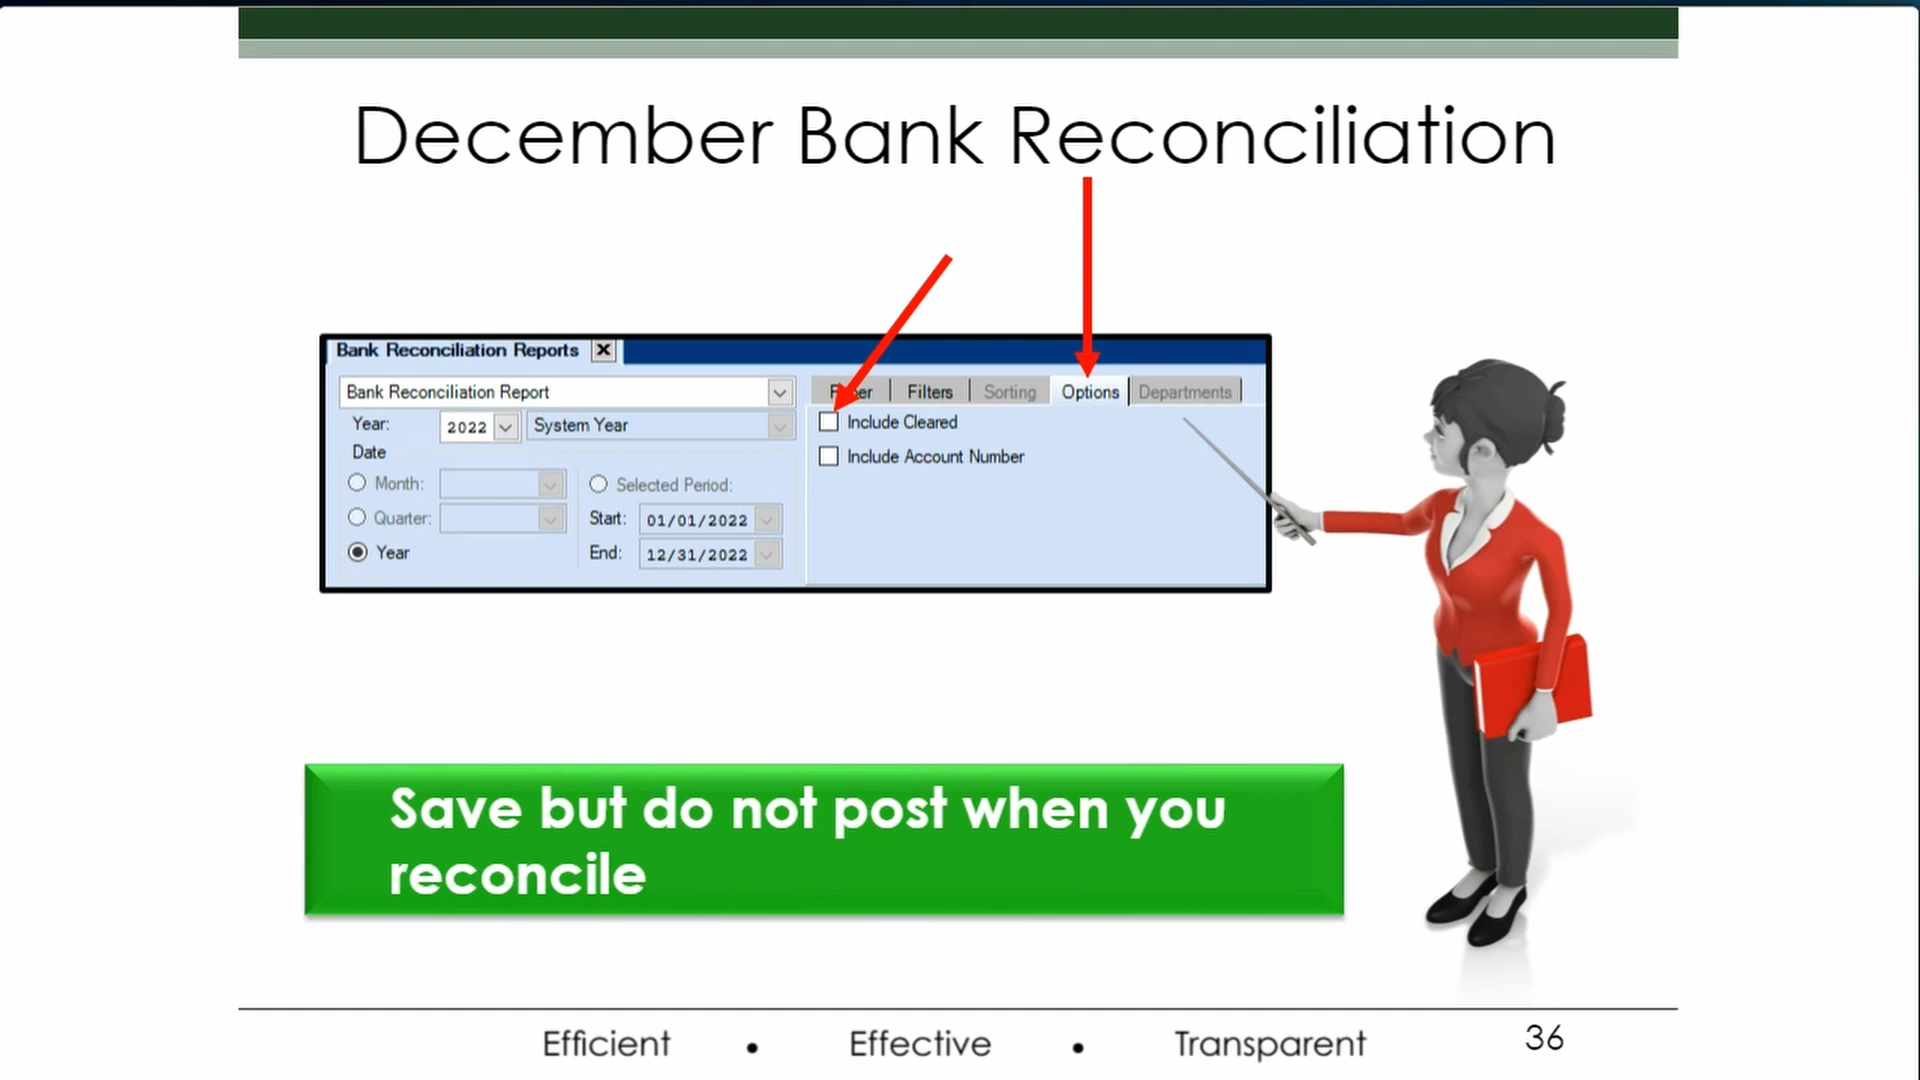 December Bank Reconciliation
Bank Reconciliation Reports
Bank Reconciliation Report
Filters Sorting Options Departments
Year: 2022 System Year
Include Cleared
Date
Include Account Number
Month: Selected Period:
Quarter: Start: 01/01/2022
Year End: 12/31/2022
Save but do not post when you
reconcile
Efficient • Effective • Transparent 36